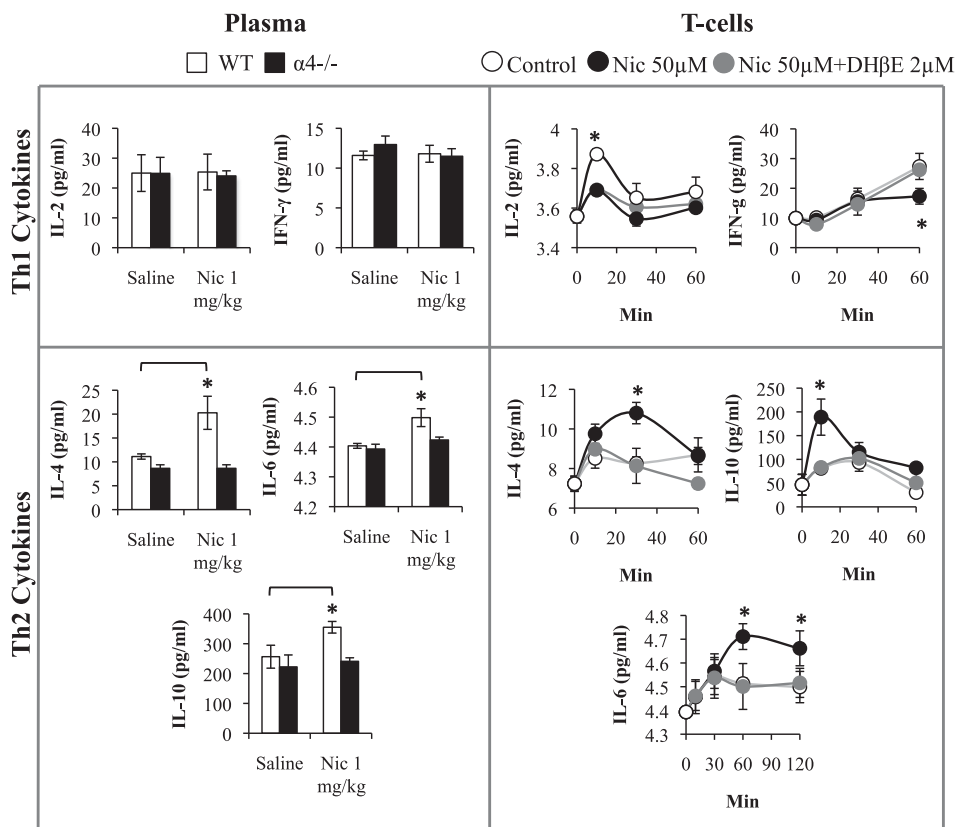 Plasma
T-cells
WT α4-/-
Control Nic 50µM Nic 50µM+DHβE 2µM
Th1 Cytokines
IL-2 (pg/ml)
40
30
20
10
0
Saline Nic 1
mg/kg
IFN-γ (pg/ml)
15
12
9
6
3
0
Saline Nic 1
mg/kg
IL-2 (pg/ml)
4
3.8
3.6
3.4
*
0 20 40 60
Min
IFN-g (pg/ml)
40
30
20
10
0
*
0 20 40 60
Min
Th2 Cytokines
IL-4 (pg/ml)
25
20
15
10
5
0
*
Saline Nic 1
mg/kg
IL-6 (pg/ml)
4.6
4.5
4.4
4.3
4.2
*
Saline Nic 1
mg/kg
IL-10 (pg/ml)
400
300
200
100
0
*
Saline Nic 1
mg/kg
IL-4 (pg/ml)
12
10
8
6
4
*
0 20 40 60
Min
IL-10 (pg/ml)
250
200
150
100
50
0
*
0 20 40 60
Min
IL-6 (pg/ml)
4.8
4.7
4.6
4.5
4.4
4.3
* *
0 30 60 90 120
Min